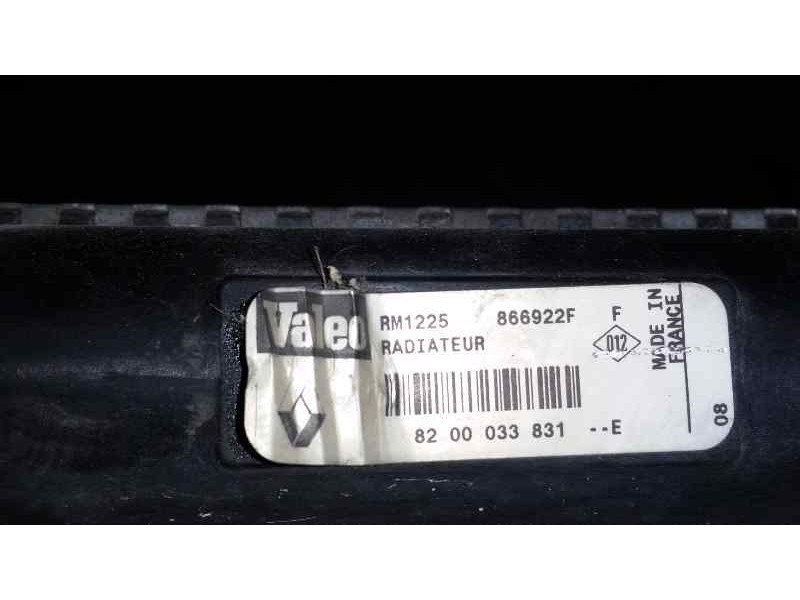 Valeo
RM1225 866922F F
RADIATEUR
012
MADE IN
FRANCE
82 00 033 831 --E
08